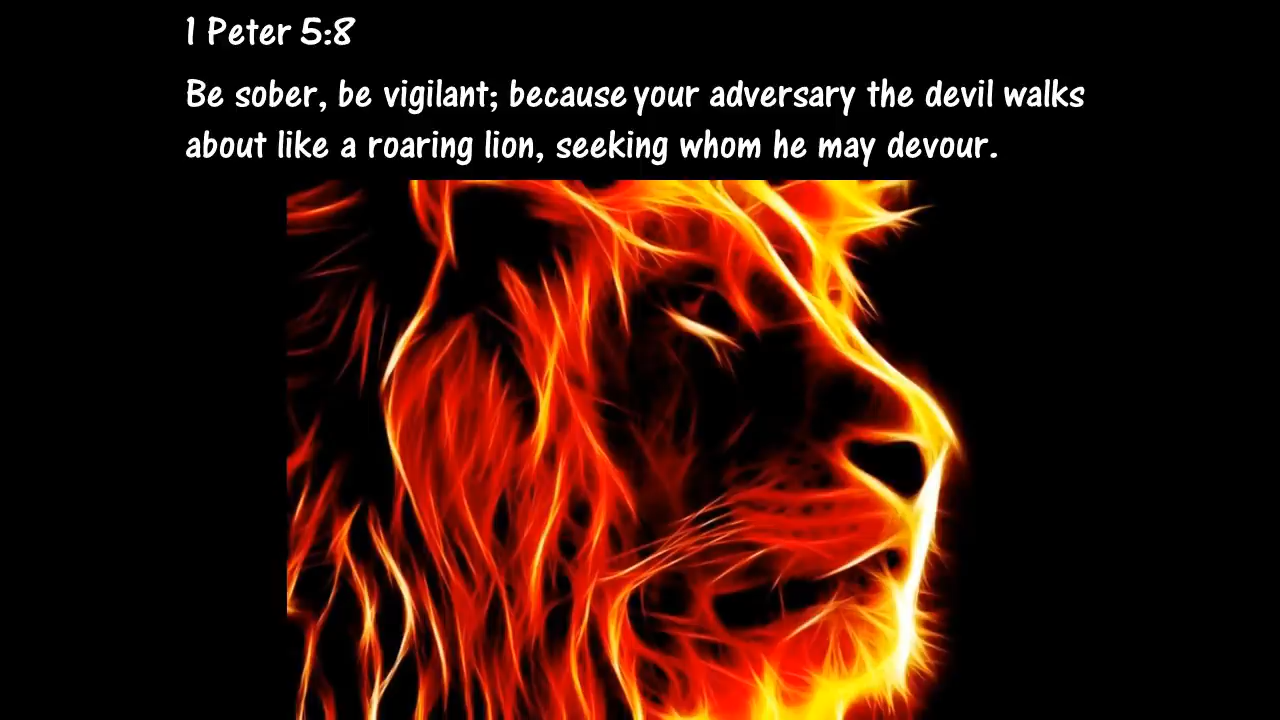 1 Peter 5:8
Be sober, be vigilant; because your adversary the devil walks
about like a roaring lion, seeking whom he may devour.